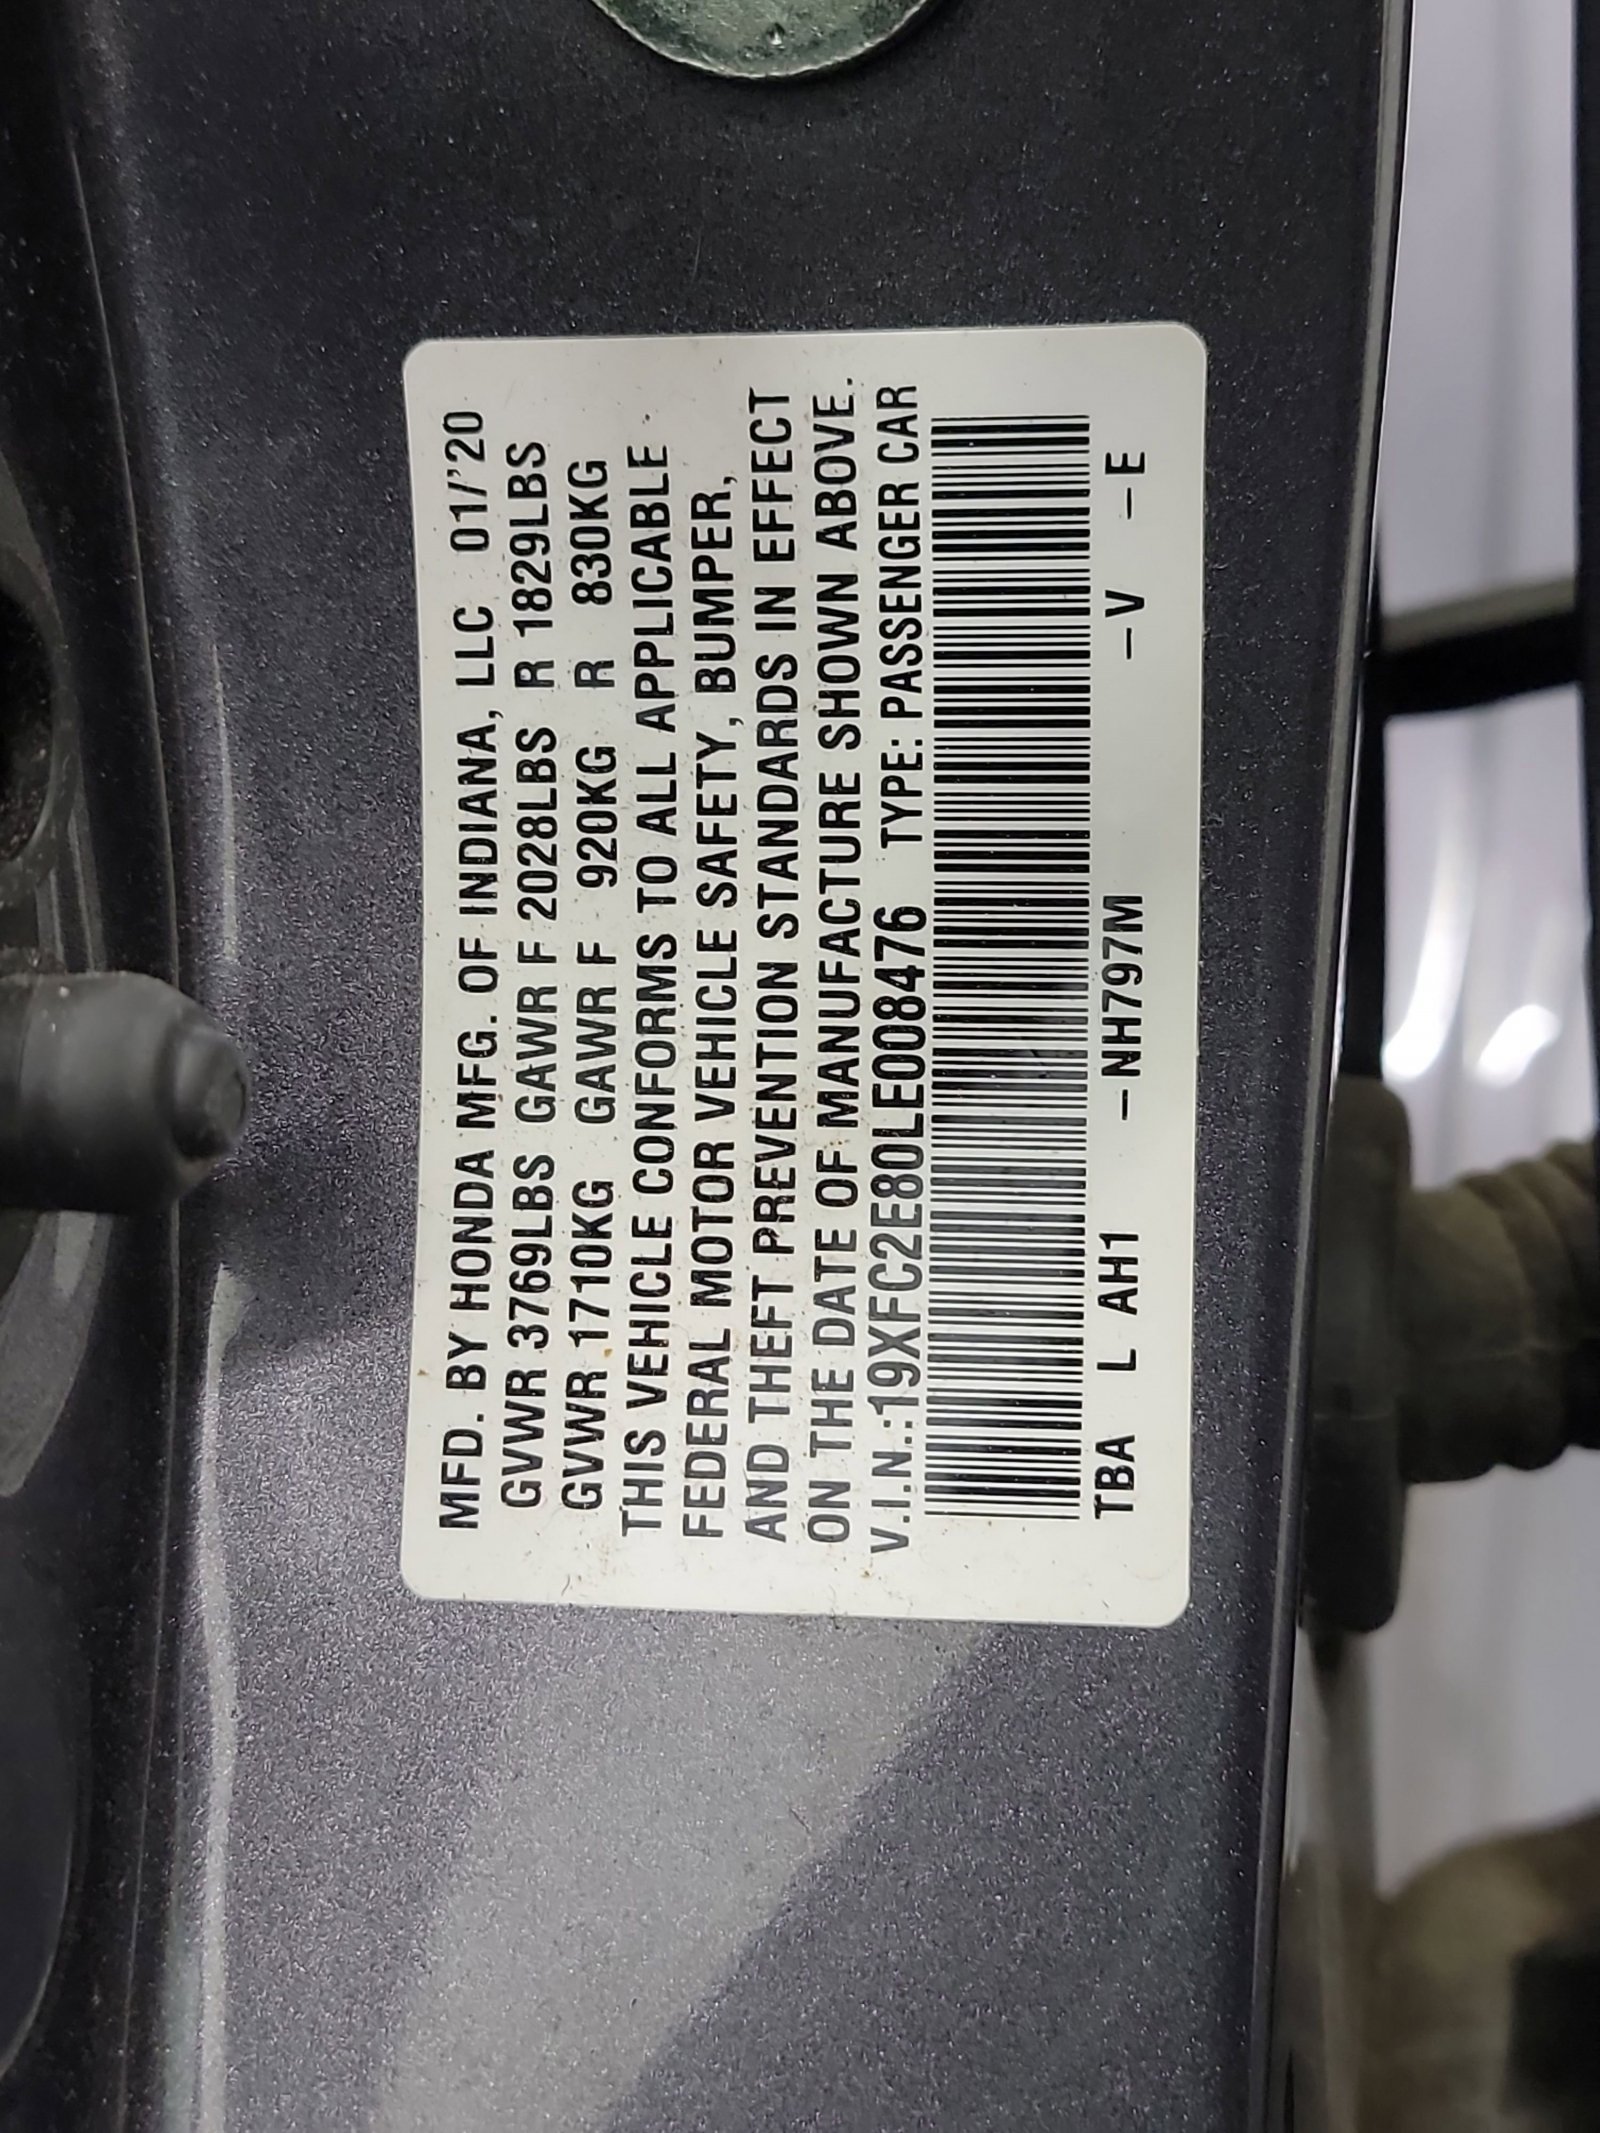 MFD. BY HONDA MFG. OF INDIANA, LLC 01/'20
GVWR 3769LBS GAWR F 2028LBS R 1829LBS
GVWR 1710KG GAWR F 920KG R 830KG
THIS VEHICLE CONFORMS TO ALL APPLICABLE
FEDERAL MOTOR VEHICLE SAFETY, BUMPER,
AND THEFT PREVENTION STANDARDS IN EFFECT
ON THE DATE OF MANUFACTURE SHOWN ABOVE.
V.I.N.:19XFC2E80LE008476 TYPE: PASSENGER CAR
TBA L AH1 –NH797M –V –E